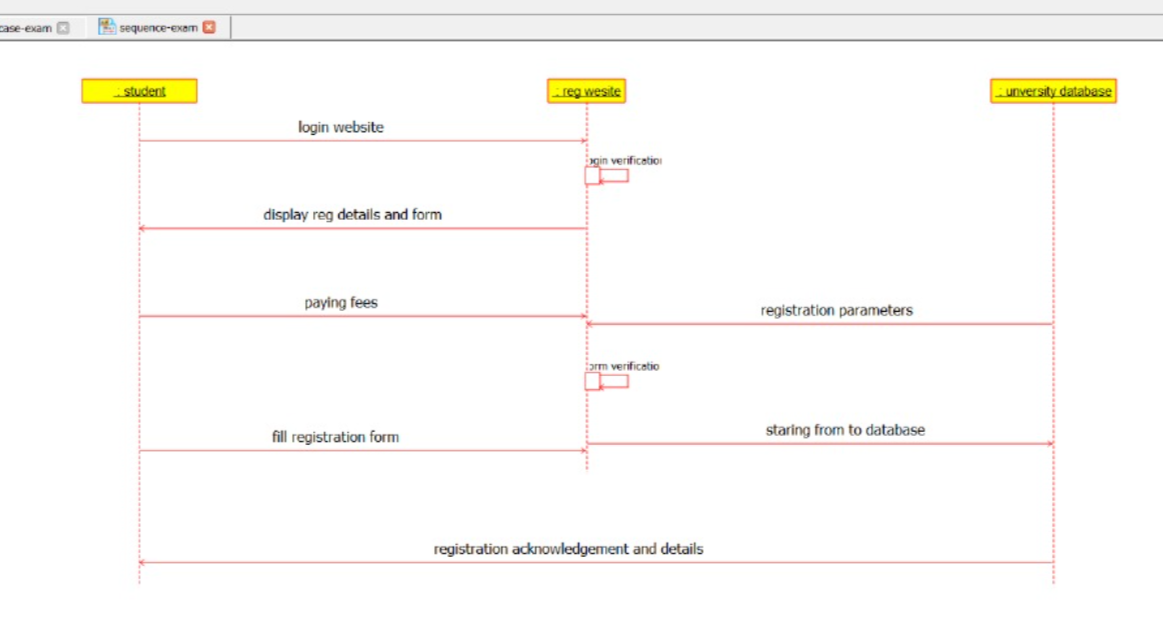 case-exam
sequence-exam
: student
: reg wesite
: unversity database
login website
ogin verification
display reg details and form
paying fees
registration parameters
orm verificatio
fill registration form
staring from to database
registration acknowledgement and details